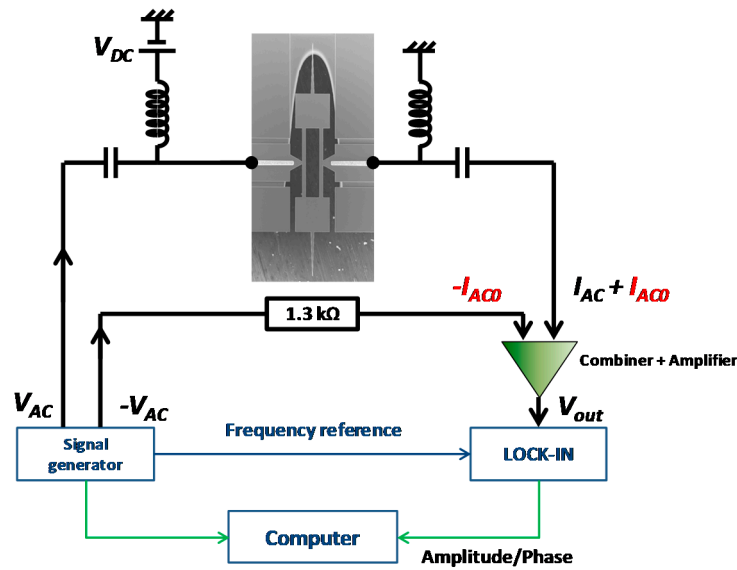 V_DC
-I_AC0
I_AC + I_AC0
1.3 kΩ
Combiner + Amplifier
V_AC
-V_AC
V_out
Frequency reference
Signal
generator
LOCK-IN
Computer
Amplitude/Phase